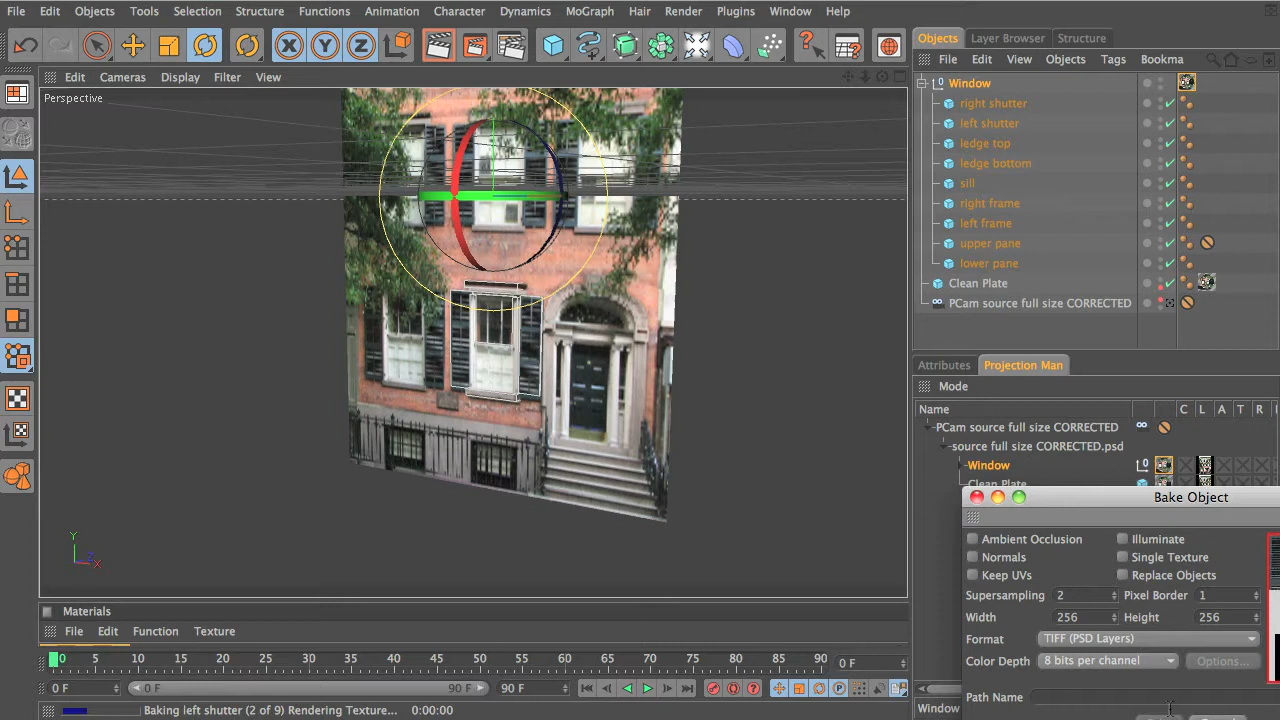 File Edit Objects Tools Selection Structure Functions Animation Character Dynamics MoGraph Hair Render Plugins Window Help
Objects Layer Browser Structure
File Edit View Objects Tags Bookma
Edit Cameras Display Filter View
Perspective
Window
right shutter
left shutter
ledge top
ledge bottom
sill
right frame
left frame
upper pane
lower pane
Clean Plate
PCam source full size CORRECTED
Attributes Projection Man
Mode
Name C L A T R
PCam source full size CORRECTED
source full size CORRECTED.psd
Window
Clean Plate
Bake Object
Ambient Occlusion Illuminate
Normals Single Texture
Keep UVs Replace Objects
Supersampling 2 Pixel Border 1
Width 256 Height 256
Format TIFF (PSD Layers)
Color Depth 8 bits per channel Options...
Path Name
Y
Z X
Materials
File Edit Function Texture
0 5 10 15 20 25 30 35 40 45 50 55 60 65 70 75 80 85 90 0 F
0 F 0 F 90 F 90 F
Baking left shutter (2 of 9) Rendering Texture... 0:00:00
Window